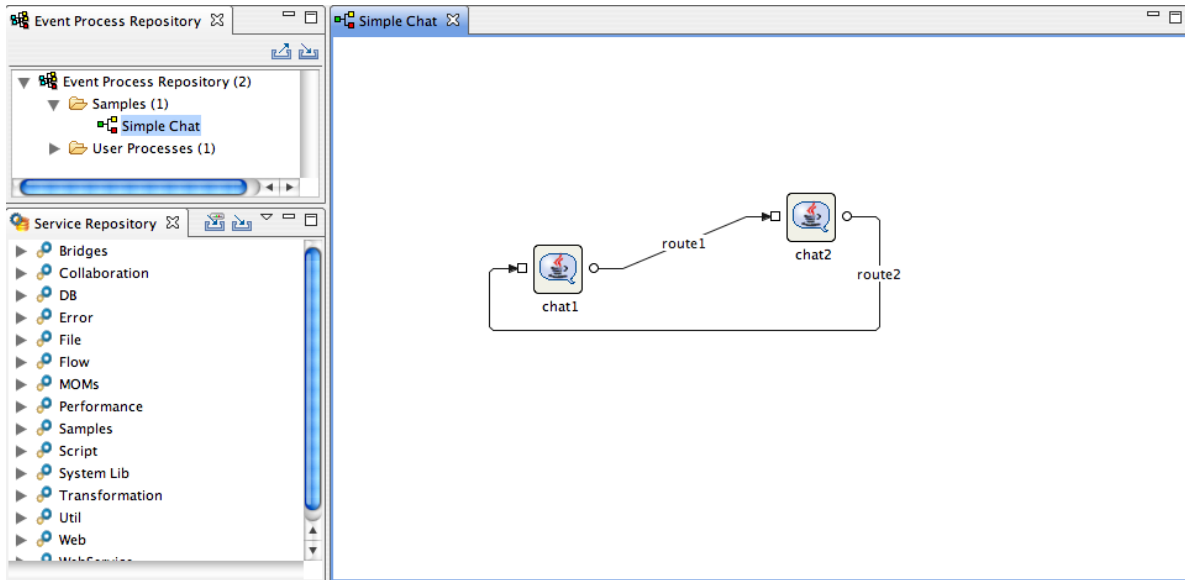 Event Process Repository
Event Process Repository (2)
Samples (1)
Simple Chat
User Processes (1)
Service Repository
Bridges
Collaboration
DB
Error
File
Flow
MOMs
Performance
Samples
Script
System Lib
Transformation
Util
Web
WebService
Simple Chat
route1
chat2
route2
chat1